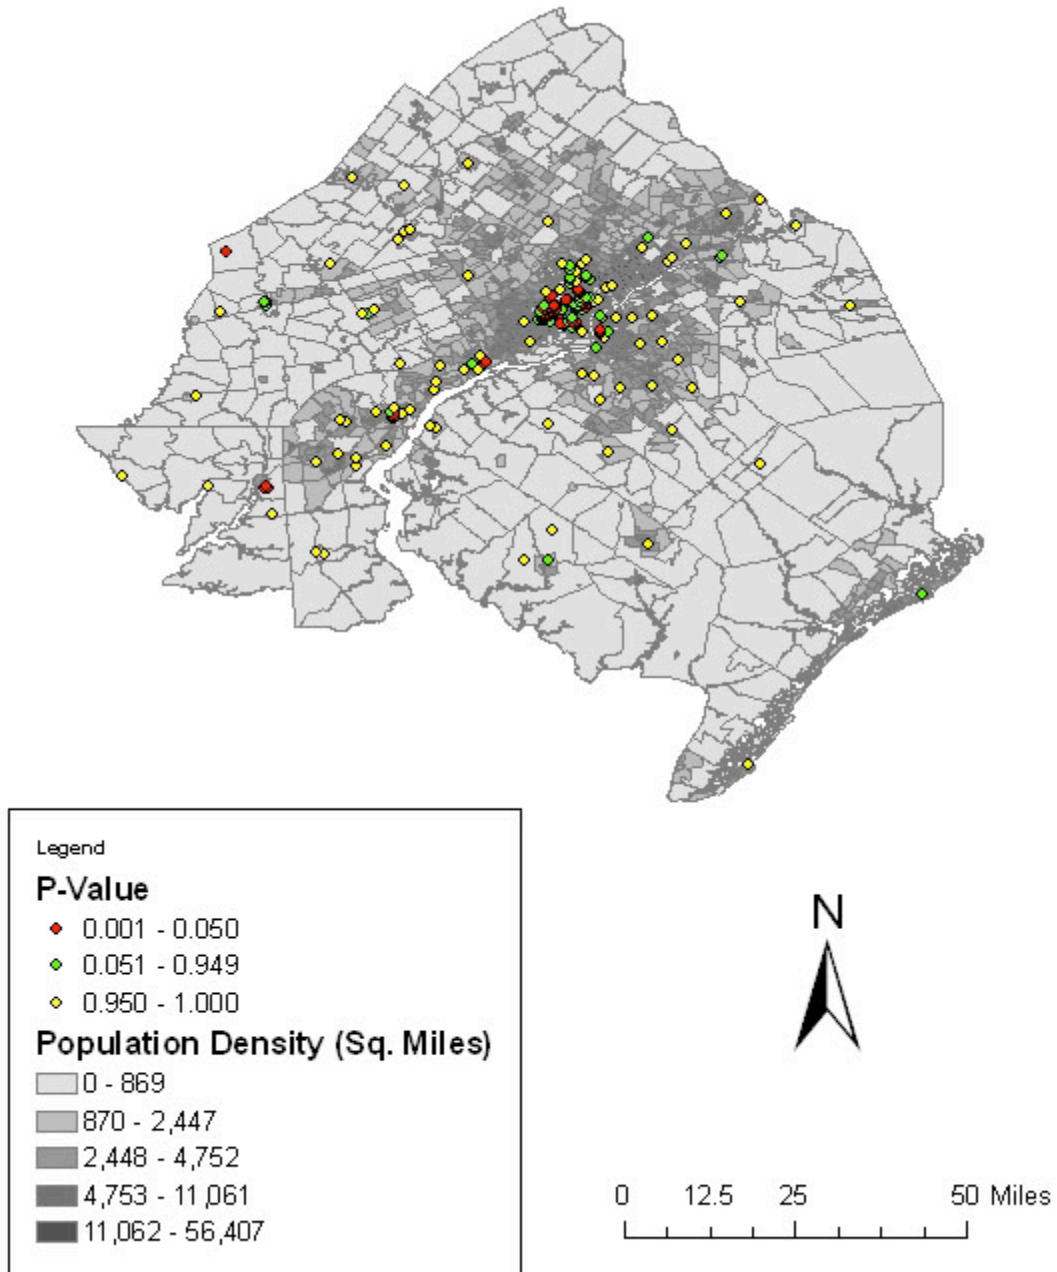 Legend
P-Value
0.001 - 0.050
0.051 - 0.949
0.950 - 1.000
Population Density (Sq. Miles)
0 - 869
870 - 2,447
2,448 - 4,752
4,753 - 11,061
11,062 - 56,407
N
0 12.5 25 50 Miles